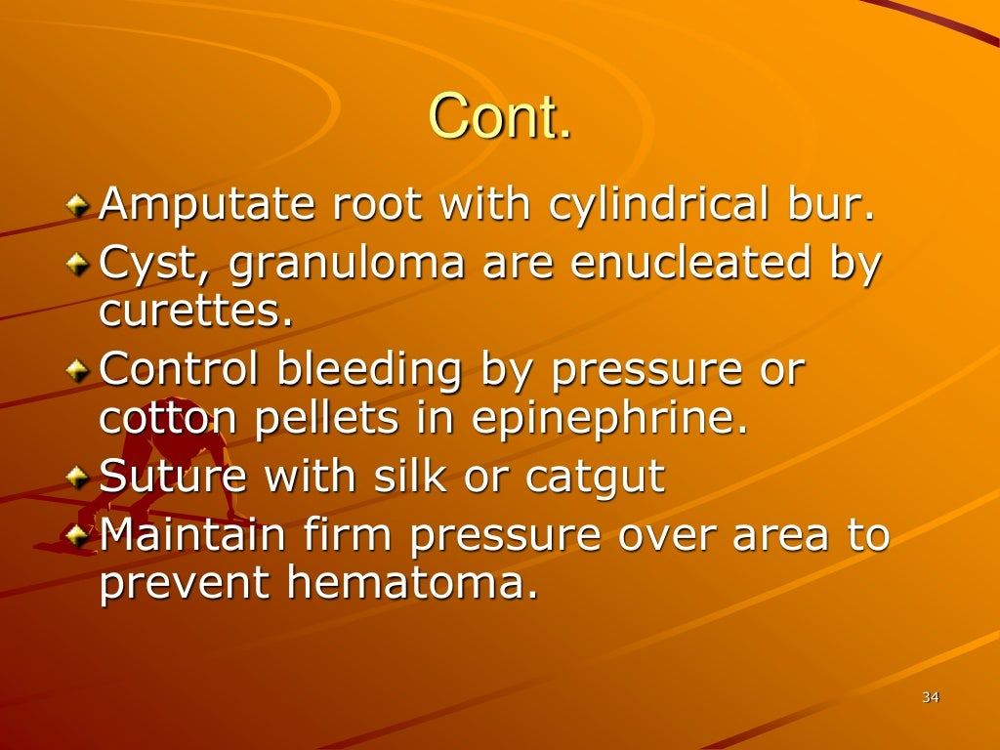 Cont.
Amputate root with cylindrical bur.
Cyst, granuloma are enucleated by
curettes.
Control bleeding by pressure or
cotton pellets in epinephrine.
Suture with silk or catgut
Maintain firm pressure over area to
prevent hematoma.
34